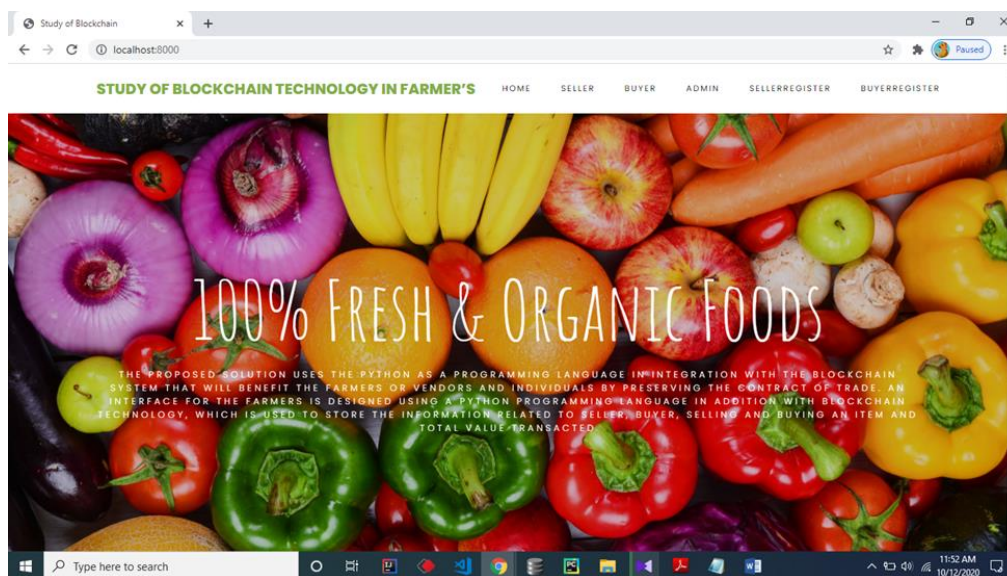 Study of Blockchain
localhost:8000
Paused
STUDY OF BLOCKCHAIN TECHNOLOGY IN FARMER'S HOME SELLER BUYER ADMIN SELLERREGISTER BUYERREGISTER
100% FRESH & ORGANIC FOODS
THE PROPOSED SOLUTION USES THE PYTHON AS A PROGRAMMING LANGUAGE IN INTEGRATION WITH THE BLOCKCHAIN
SYSTEM THAT WILL BENEFIT THE FARMERS OR VENDORS AND INDIVIDUALS BY PRESERVING THE CONTRACT OF TRADE. AN
INTERFACE FOR THE FARMERS IS DESIGNED USING A PYTHON PROGRAMMING LANGUAGE IN ADDITION WITH BLOCKCHAIN
TECHNOLOGY, WHICH IS USED TO STORE THE INFORMATION RELATED TO SELLER, BUYER, SELLING AND BUYING AN ITEM AND
TOTAL VALUE TRANSACTED.
Type here to search
11:52 AM
10/12/2020